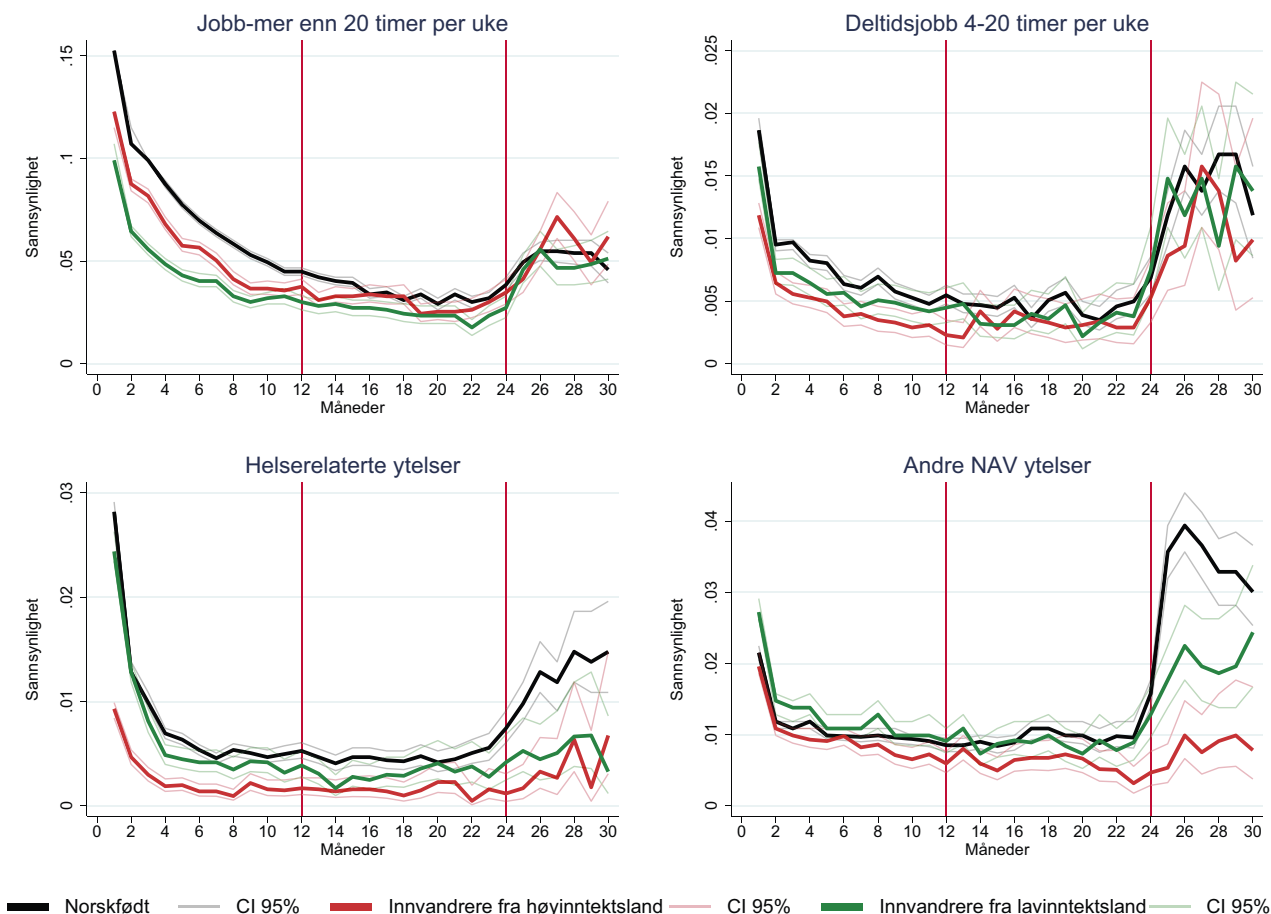 Jobb-mer enn 20 timer per uke
Sannsynlighet
.15
.1
.05
0
0 2 4 6 8 10 12 14 16 18 20 22 24 26 28 30
Måneder
Deltidsjobb 4-20 timer per uke
Sannsynlighet
.025
.02
.015
.01
.005
0
0 2 4 6 8 10 12 14 16 18 20 22 24 26 28 30
Måneder
Helserelaterte ytelser
Sannsynlighet
.03
.02
.01
0
0 2 4 6 8 10 12 14 16 18 20 22 24 26 28 30
Måneder
Andre NAV ytelser
Sannsynlighet
.04
.03
.02
.01
0
0 2 4 6 8 10 12 14 16 18 20 22 24 26 28 30
Måneder
Norskfødt CI 95% Innvandrere fra høyinntektsland CI 95% Innvandrere fra lavinntektsland CI 95%